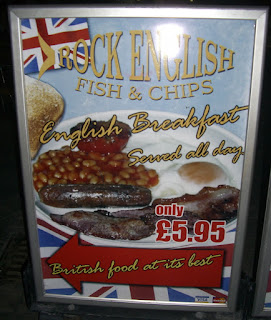 ROCK ENGLISH
FISH & CHIPS
English Breakfast
Served all day
only
£5.95
British food at its best